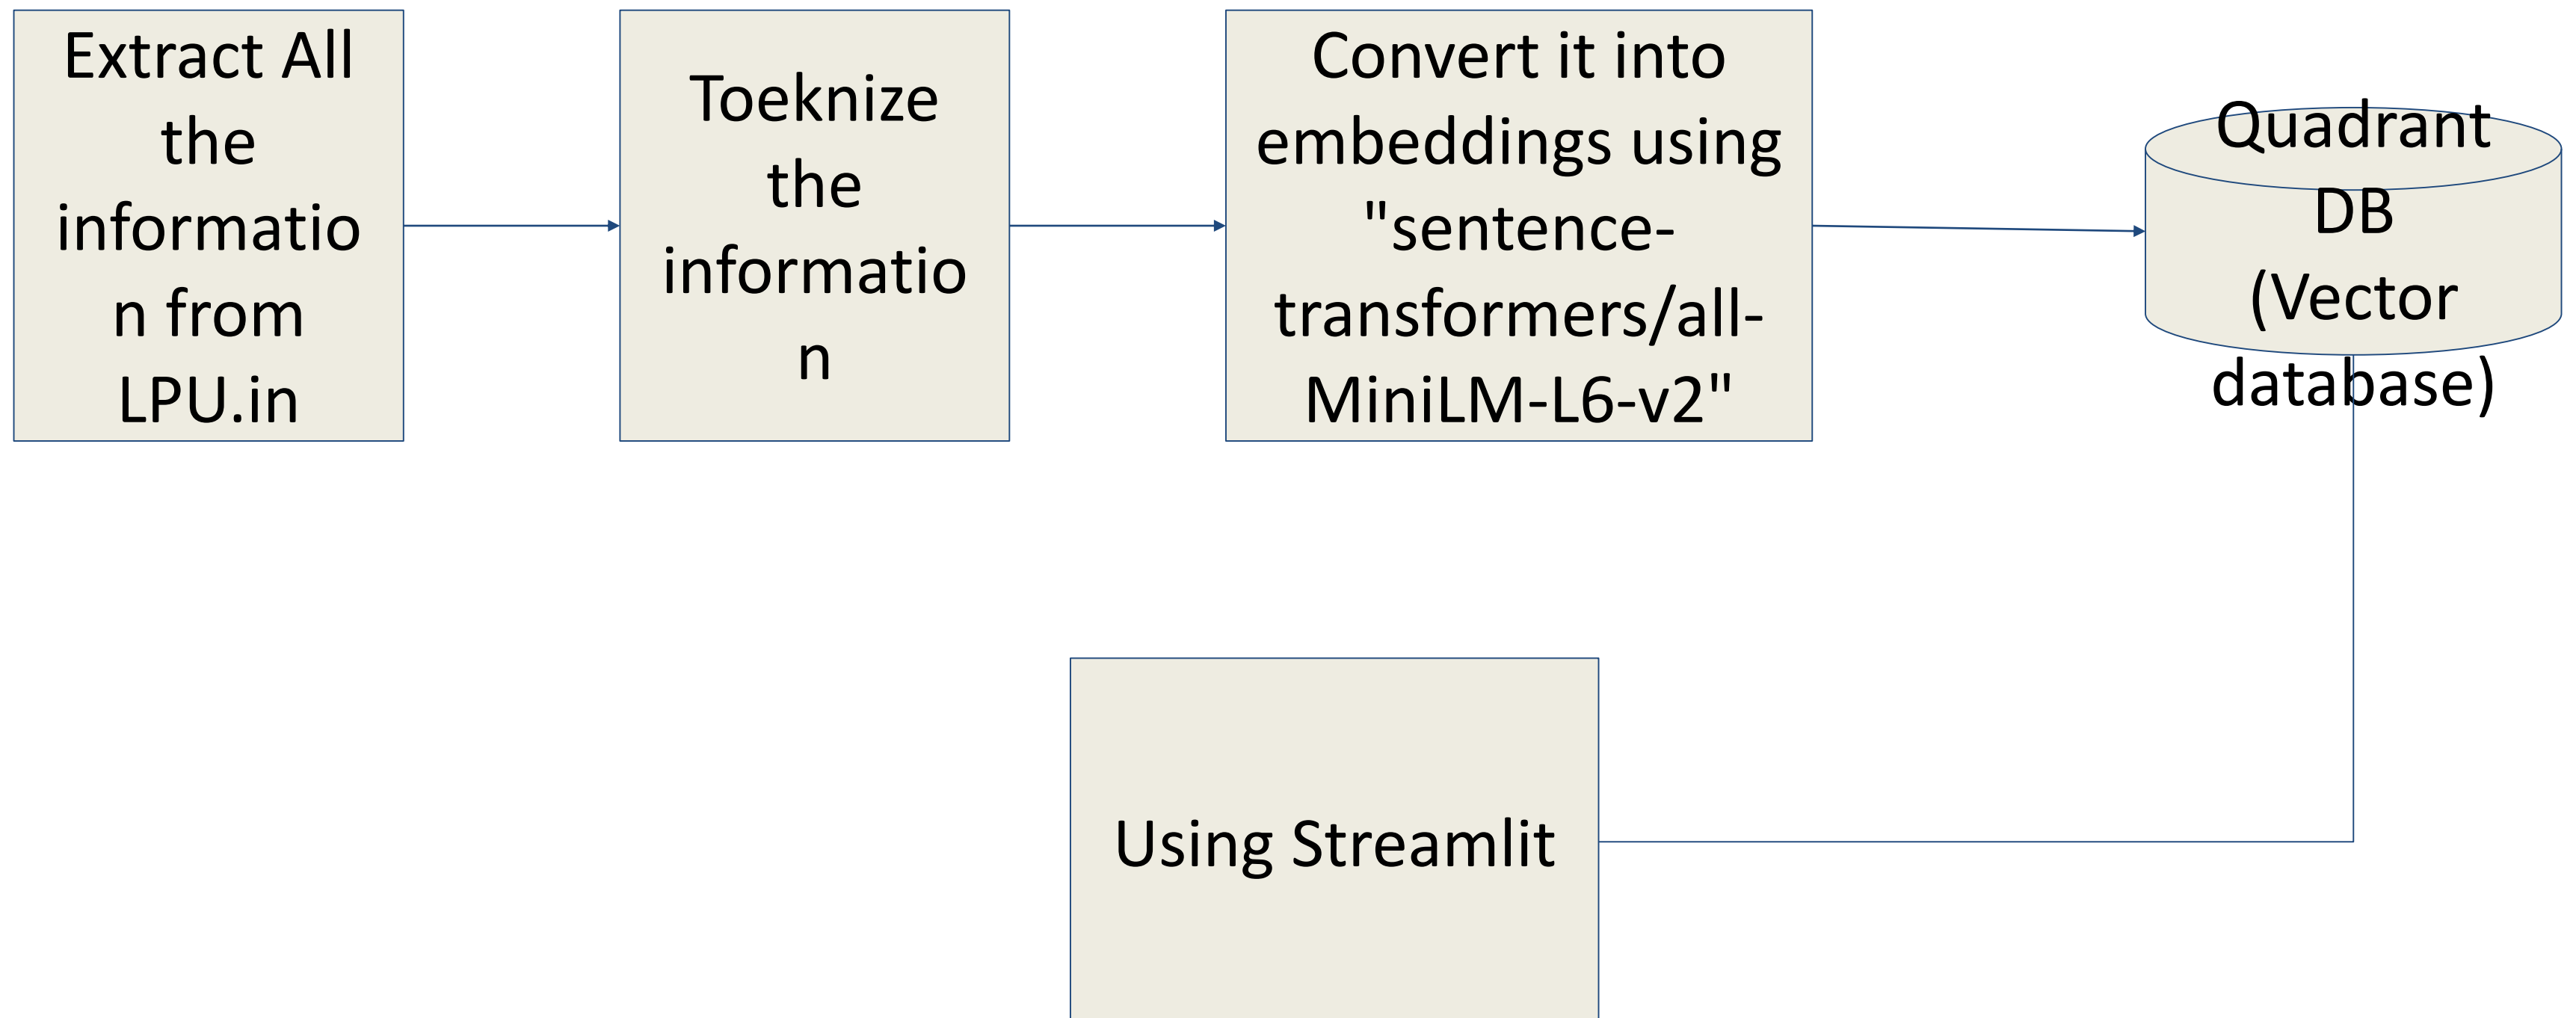 Extract All
the
informatio
n from
LPU.in
Toeknize
the
informatio
n
Convert it into
embeddings using
"sentence-
transformers/all-
MiniLM-L6-v2"
Quadrant
DB
(Vector
database)
Using Streamlit